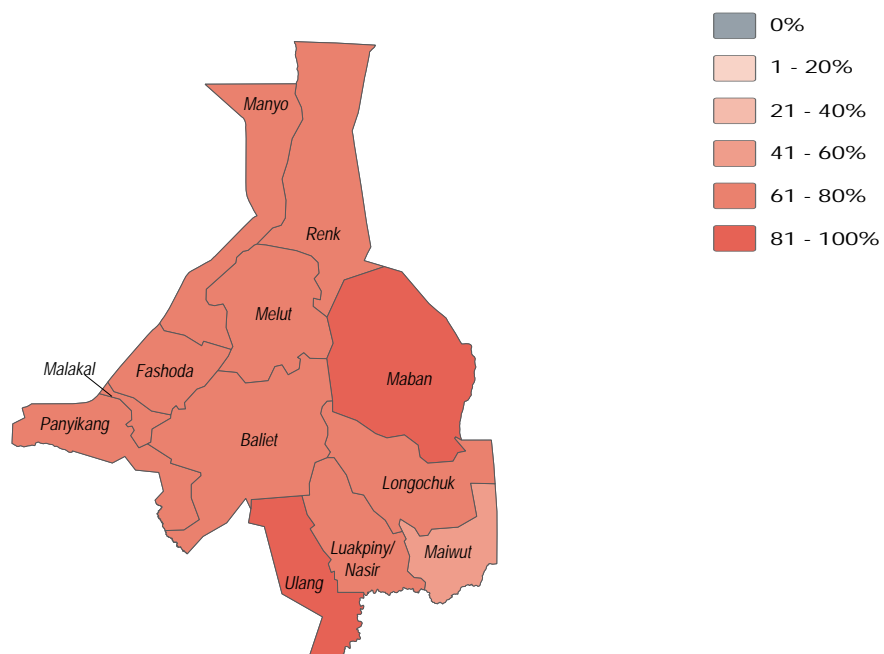 0%
1 - 20%
21 - 40%
41 - 60%
61 - 80%
81 - 100%
Manyo
Renk
Melut
Malakal
Fashoda
Maban
Panyikang
Baliet
Longochuk
Luakpiny/
Nasir
Maiwut
Ulang